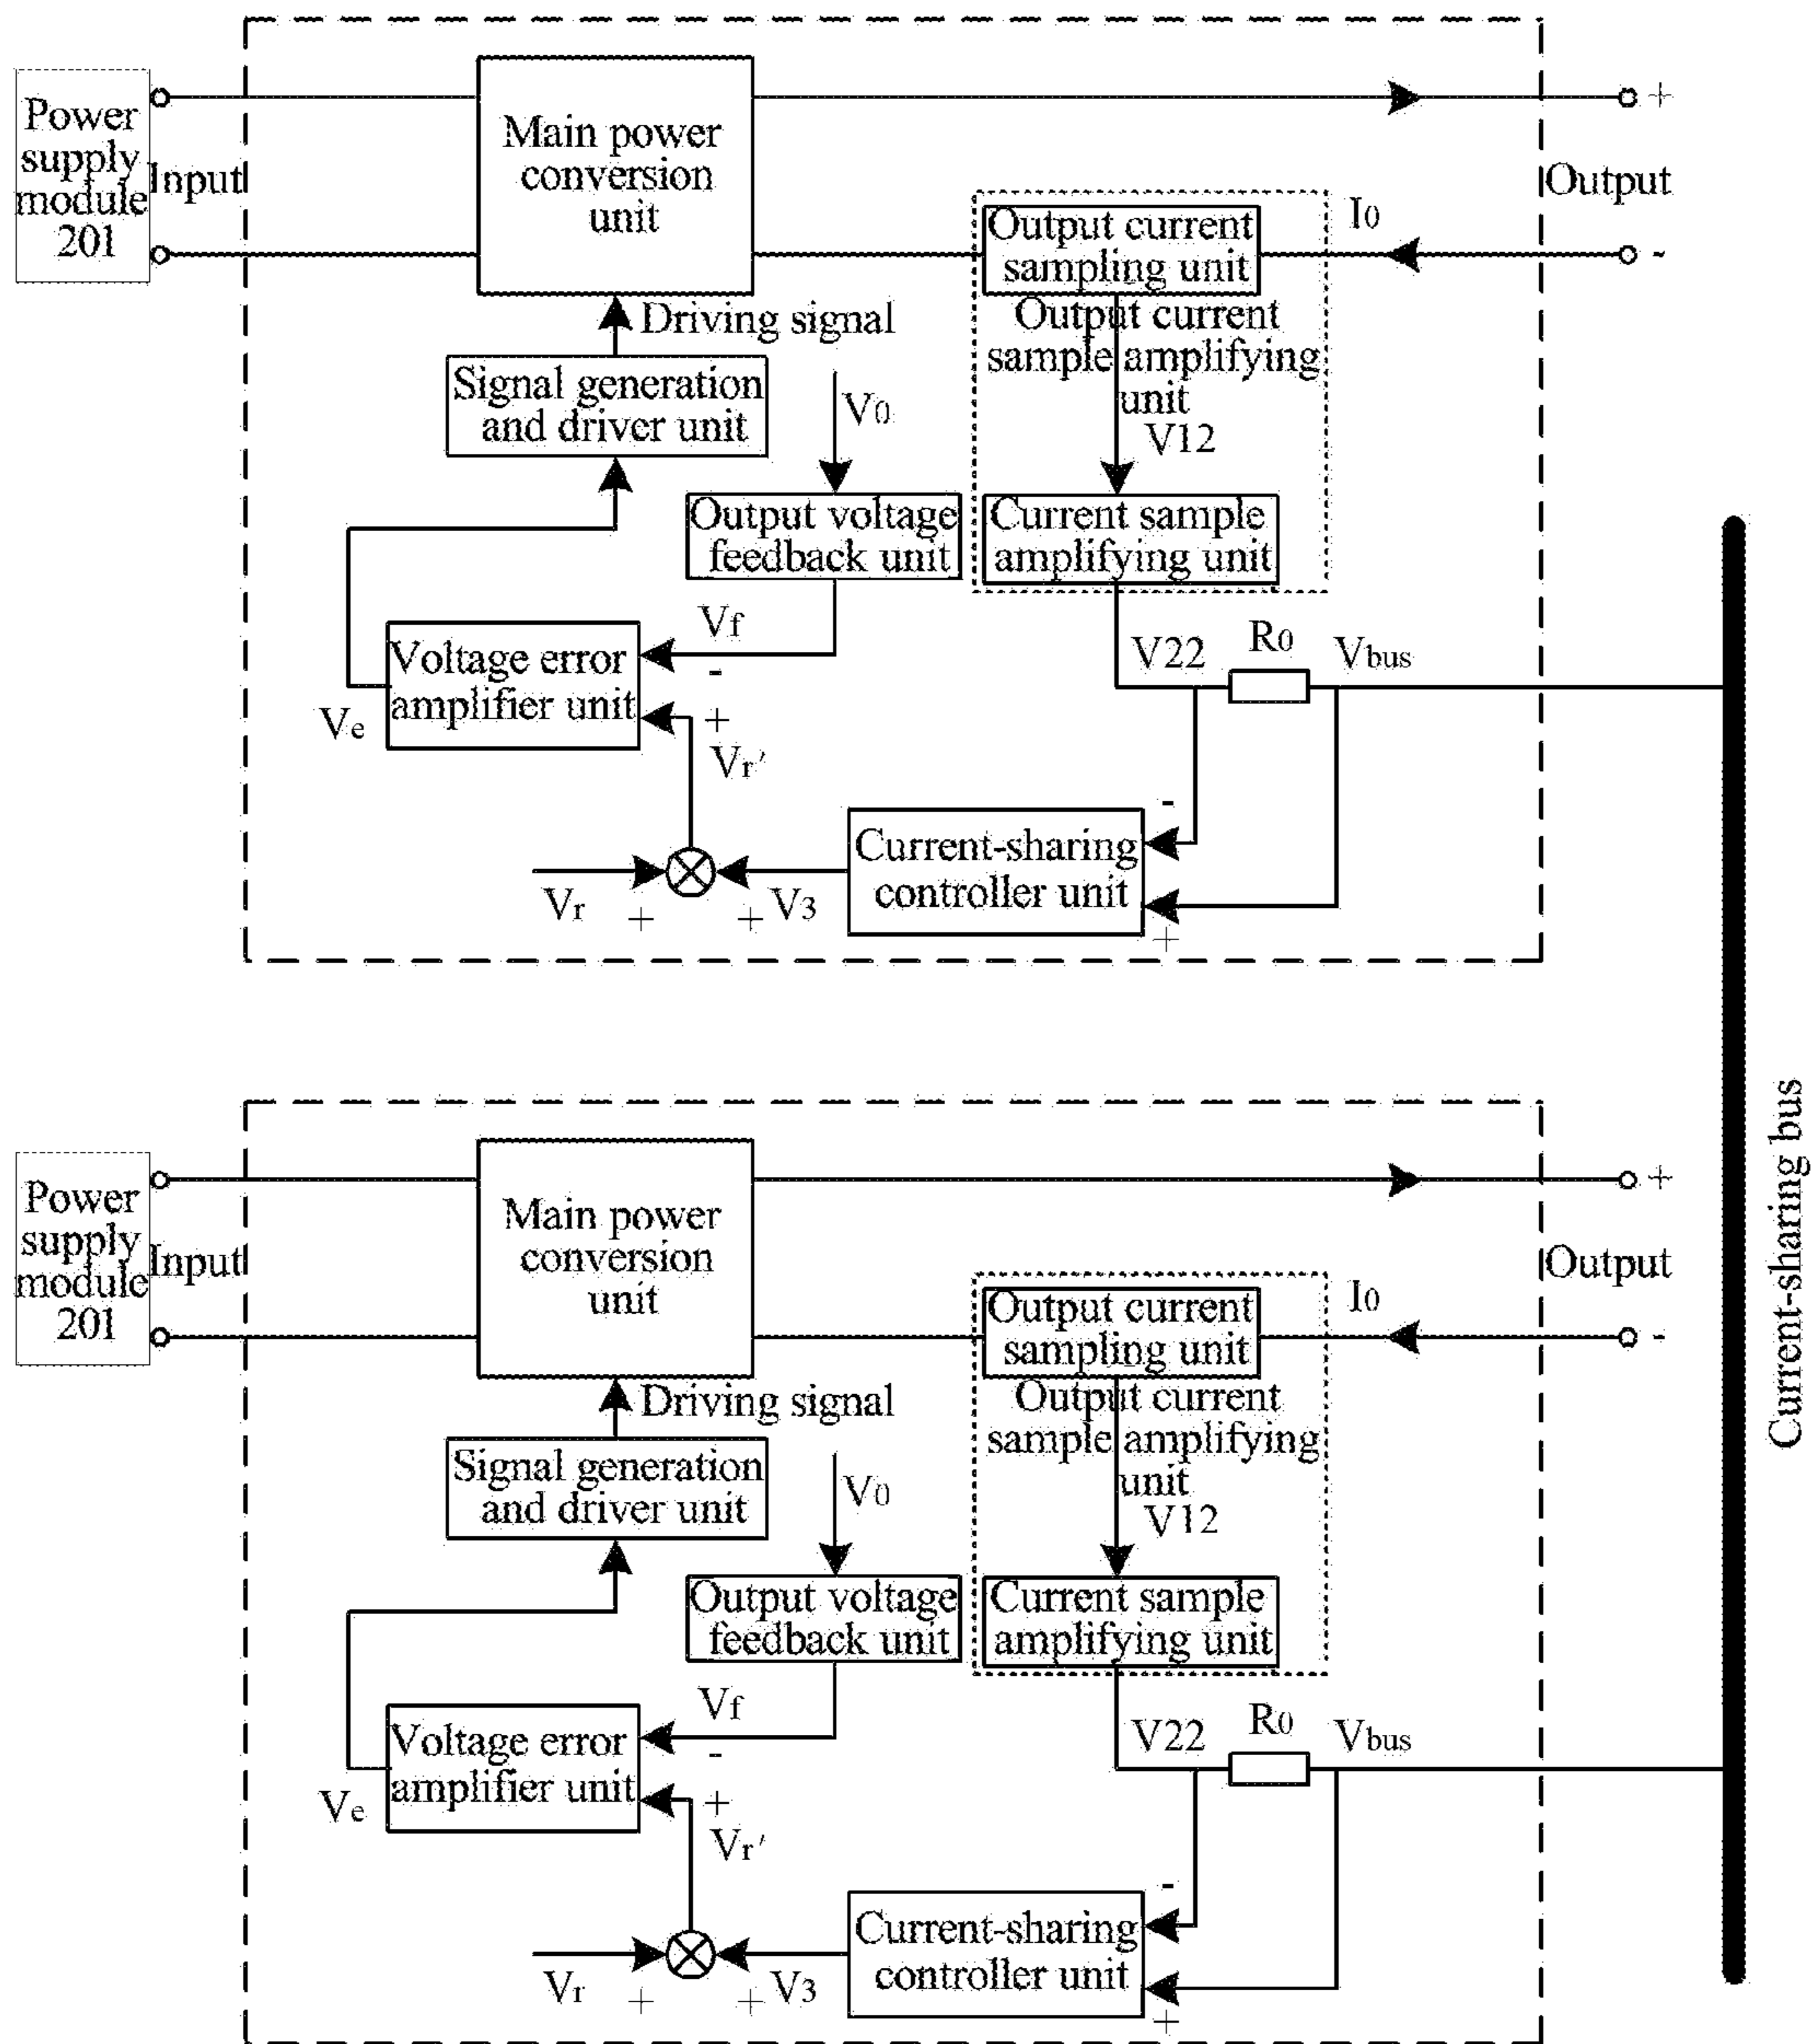 Power
supply
module
201
Input
Main power
conversion
unit
+
Output
-
I0
Output current
sampling unit
Output current
sample amplifying
unit
V12
Driving signal
Signal generation
and driver unit
V0
Output voltage
feedback unit
Current sample
amplifying unit
Vf
-
Voltage error
amplifier unit
+
Ve
Vr'
V22
R0
Vbus
-
Current-sharing
controller unit
+
Vr
+
+
V3
Current-sharing bus
Power
supply
module
201
Input
Main power
conversion
unit
+
Output
-
I0
Output current
sampling unit
Output current
sample amplifying
unit
V12
Driving signal
Signal generation
and driver unit
V0
Output voltage
feedback unit
Current sample
amplifying unit
Vf
-
Voltage error
amplifier unit
+
Ve
Vr'
V22
R0
Vbus
-
Current-sharing
controller unit
+
Vr
+
+
V3